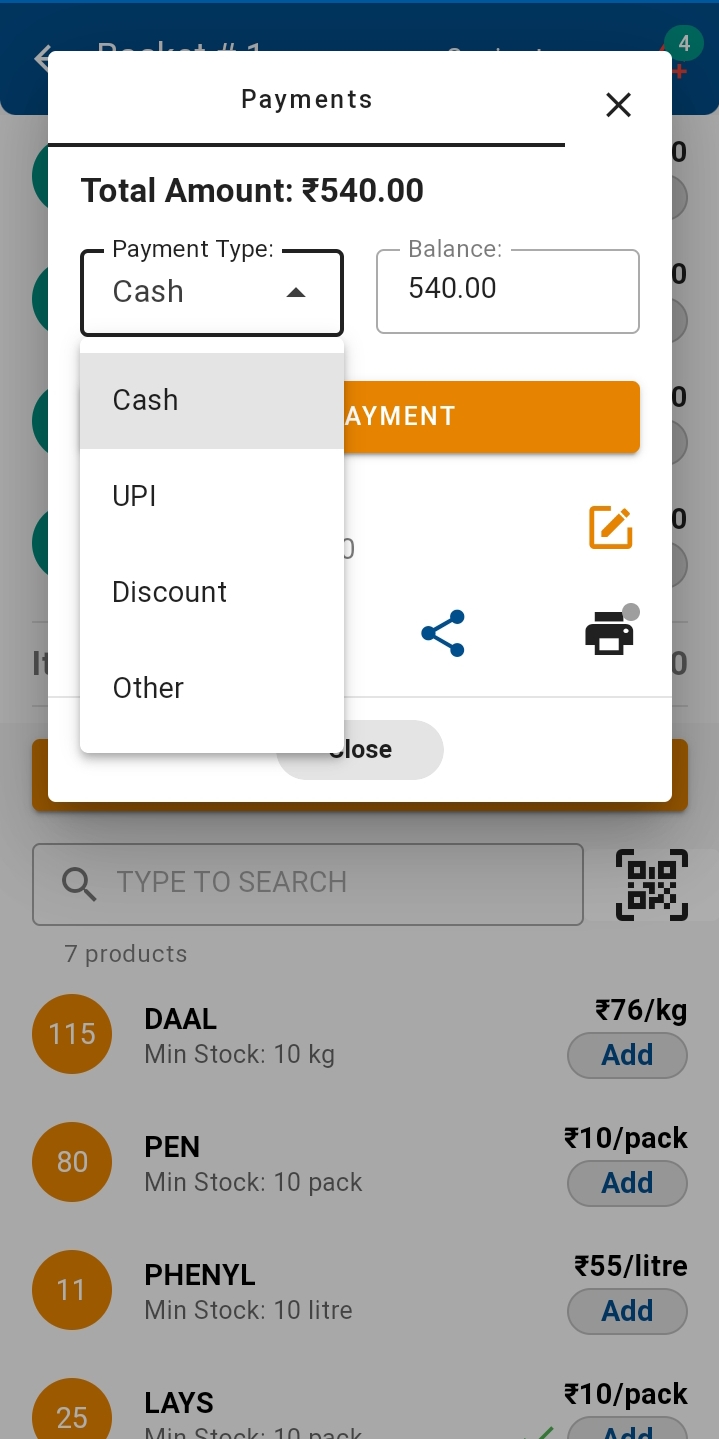 4
Payments
Total Amount: ₹540.00
Payment Type:
Balance:
Cash
540.00
Cash
AYMENT
UPI
0
Discount
Other
Close
TYPE TO SEARCH
7 products
115
DAAL
₹76/kg
Min Stock: 10 kg
Add
80
PEN
₹10/pack
Min Stock: 10 pack
Add
11
PHENYL
₹55/litre
Min Stock: 10 litre
Add
25
LAYS
₹10/pack
Min Stock: 10 pack
Add